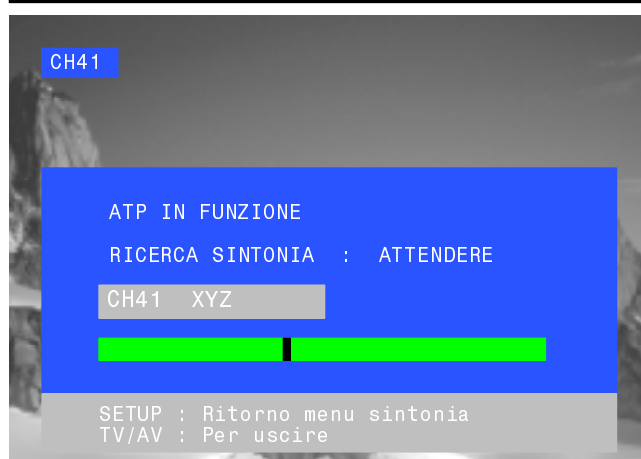 CH41
ATP IN FUNZIONE
RICERCA SINTONIA : ATTENDERE
CH41 XYZ
SETUP : Ritorno menu sintonia
TV/AV : Per uscire